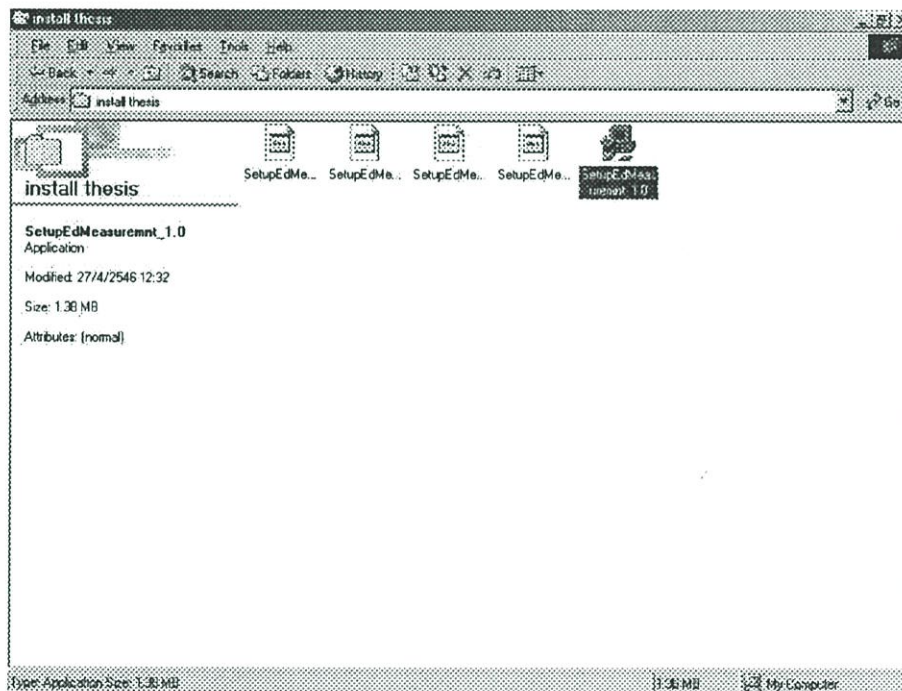 install thesis
File Edit View Favorites Tools Help
Back Search Folders History
Address install thesis Go
SetupEdMe... SetupEdMe... SetupEdMe... SetupEdMe... SetupEdMeasuremnt_1.0
install thesis
SetupEdMeasuremnt_1.0
Application
Modified: 27/4/2546 12:32
Size: 1.38 MB
Attributes: (normal)
Type: Application Size: 1.38 MB 1.38 MB My Computer